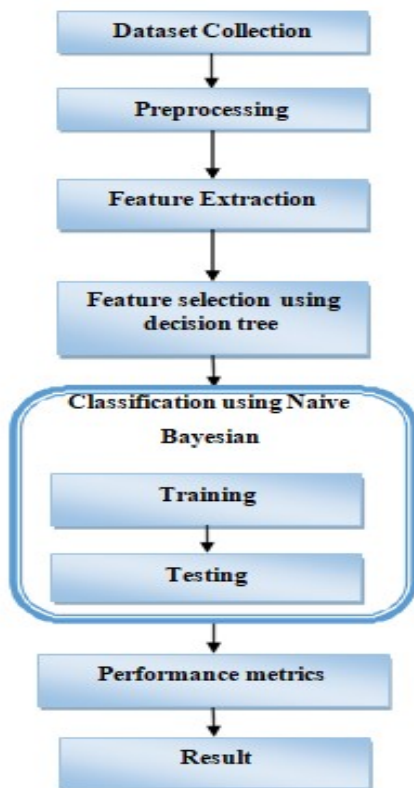 Dataset Collection
Preprocessing
Feature Extraction
Feature selection using
decision tree
Classification using Naive
Bayesian
Training
Testing
Performance metrics
Result